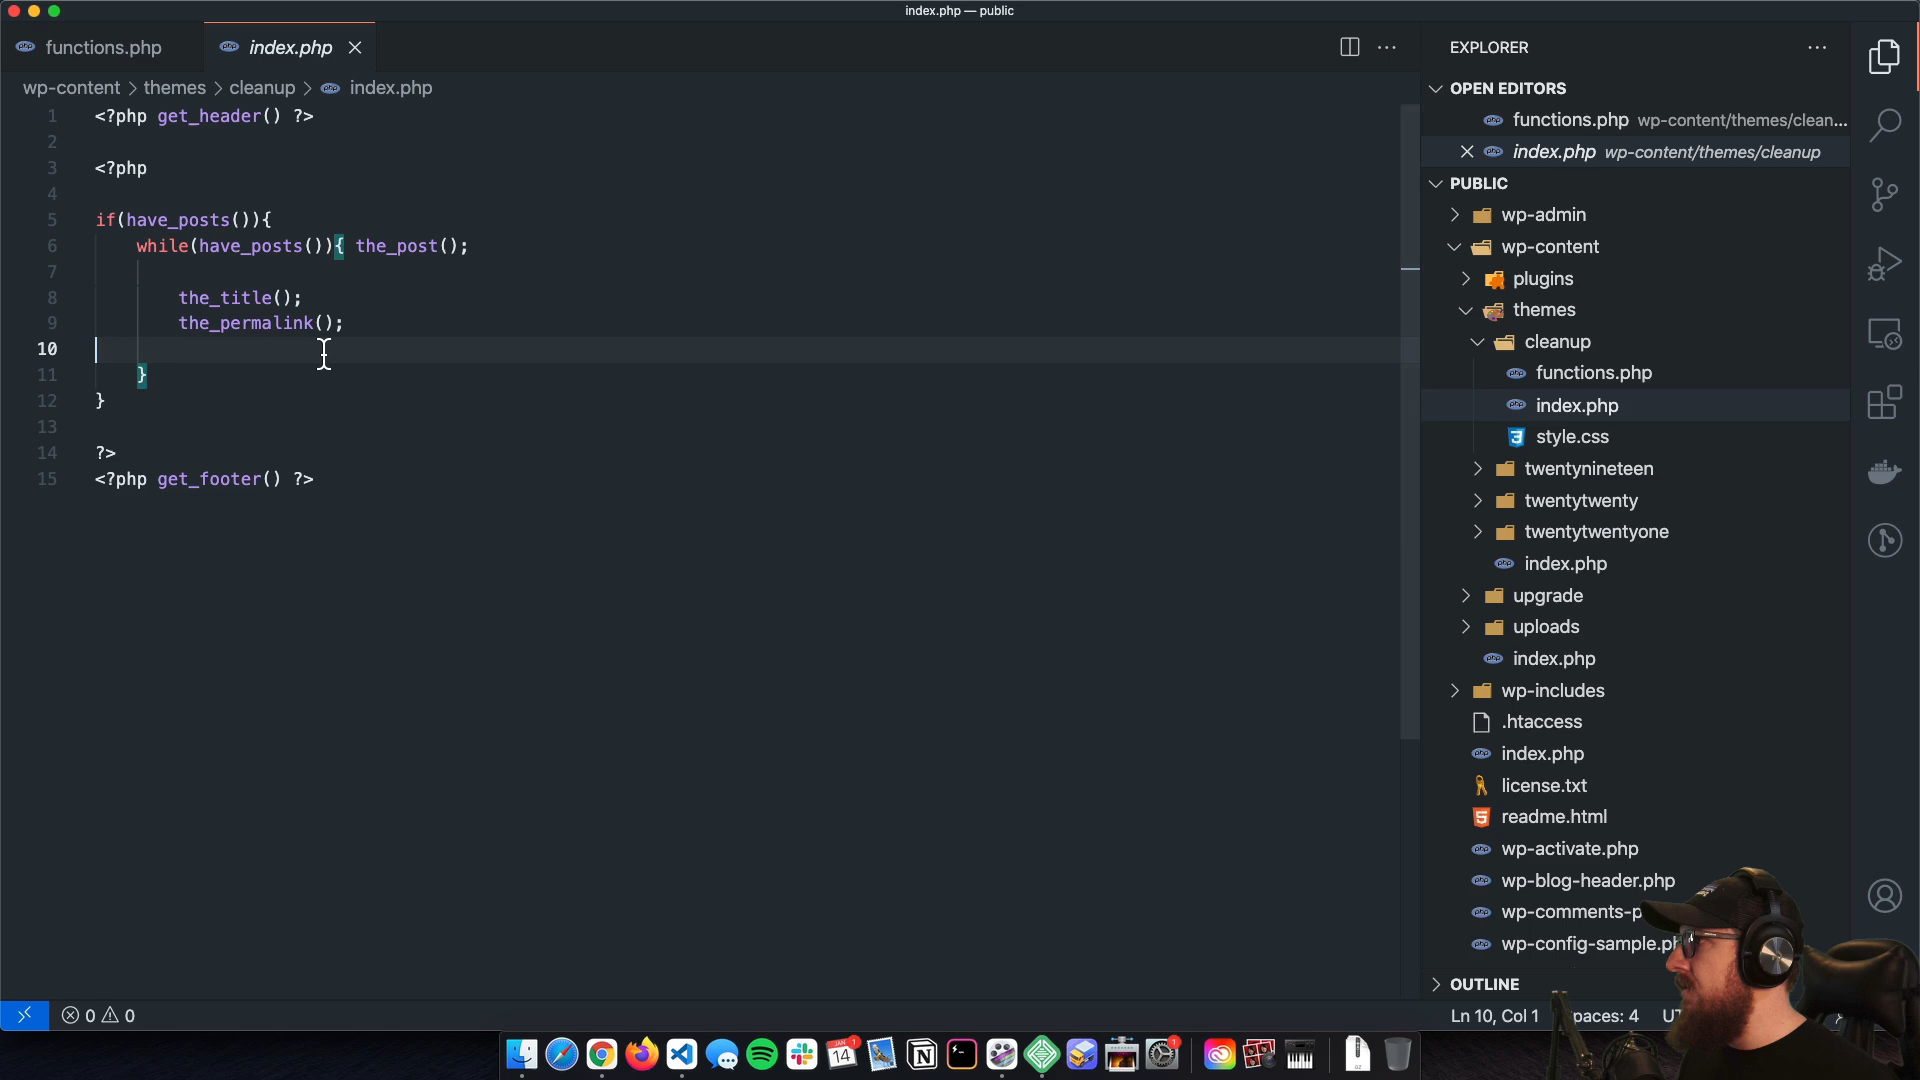 index.php — public
functions.php
index.php
EXPLORER
wp-content > themes > cleanup > index.php
1 <?php get_header() ?>
2
3 <?php
4
5 if(have_posts()){
6 while(have_posts()){ the_post();
7
8 the_title();
9 the_permalink();
10
11 }
12 }
13
14 ?>
15 <?php get_footer() ?>
OPEN EDITORS
functions.php wp-content/themes/clean...
index.php wp-content/themes/cleanup
PUBLIC
wp-admin
wp-content
plugins
themes
cleanup
functions.php
index.php
style.css
twentynineteen
twentytwenty
twentytwentyone
index.php
upgrade
uploads
index.php
wp-includes
.htaccess
index.php
license.txt
readme.html
wp-activate.php
wp-blog-header.php
wp-comments-p
wp-config-sample.ph
OUTLINE
0 0
Ln 10, Col 1
paces: 4
UT
JAN
14
1
1